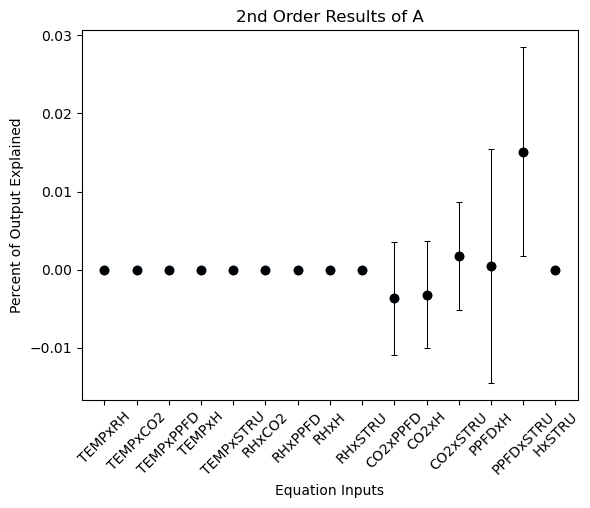 2nd Order Results of A
Percent of Output Explained
0.03
0.02
0.01
0.00
−0.01
TEMPxRH
TEMPxCO2
TEMPxPPFD
TEMPxH
TEMPxSTRU
RHxCO2
RHxPPFD
RHxH
RHxSTRU
CO2xPPFD
CO2xH
CO2xSTRU
PPFDxH
PPFDxSTRU
HxSTRU
Equation Inputs